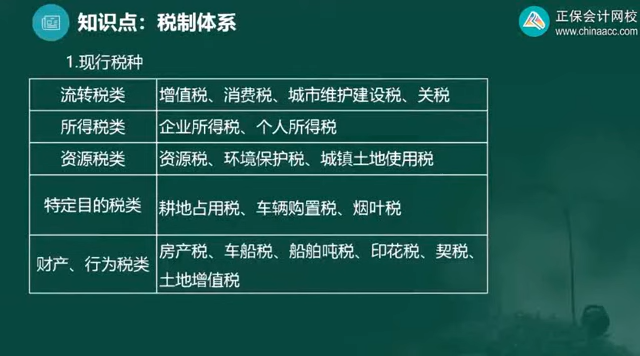 知识点：税制体系
正保会计网校
www.chinaacc.com
1.现行税种
流转税类 增值税、消费税、城市维护建设税、关税
所得税类 企业所得税、个人所得税
资源税类 资源税、环境保护税、城镇土地使用税
特定目的税类 耕地占用税、车辆购置税、烟叶税
财产、行为税类 房产税、车船税、船舶吨税、印花税、契税、
土地增值税